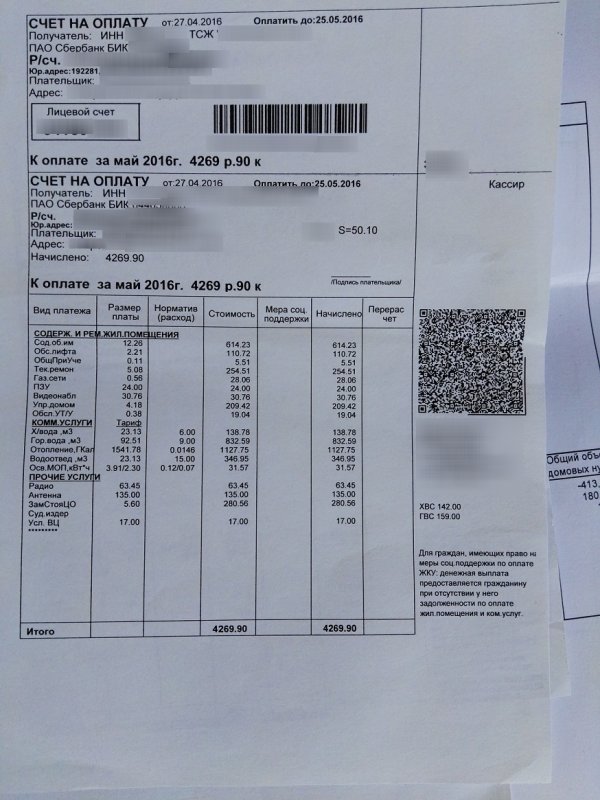 СЧЕТ НА ОПЛАТУ от:27.04.2016 Оплатить до:25.05.2016
Получатель: ИНН ТСЖ
ПАО Сбербанк БИК
Р/сч.
Юр.адрес:192281,
Плательщик:
Адрес:
Лицевой счет
К оплате за май 2016г. 4269 р.90 к
СЧЕТ НА ОПЛАТУ от:27.04.2016 Оплатить до:25.05.2016
Кассир
Получатель: ИНН
ПАО Сбербанк БИК
Р/сч.
Юр.адрес:
Плательщик: S=50.10
Адрес:
Начислено: 4269.90
К оплате за май 2016г. 4269 р.90 к
/Подпись плательщика/
Вид платежа Размер платы Норматив (расход) Стоимость Мера соц. поддержки Начислено Перерас чет
СОДЕРЖ. И РЕМ.ЖИЛ.ПОМЕЩЕНИЯ
Сод.об.им 12.26 614.23 614.23
Обс.лифта 2.21 110.72 110.72
ОбщПриУче 0.11 5.51 5.51
Тек.ремон 5.08 254.51 254.51
Газ.сети 0.56 28.06 28.06
ПЗУ 24.00 24.00 24.00
Видеонабл 30.76 30.76 30.76
Упр.домом 4.18 209.42 209.42
Обсл.УТ/У 0.38 19.04 19.04
КОММ.УСЛУГИ Тариф
Х/вода ,м3 23.13 6.00 138.78 138.78
Гор.вода ,м3 92.51 9.00 832.59 832.59
Отопление,ГКал 1541.78 0.0146 1127.75 1127.75
Водоотвед ,м3 23.13 15.00 346.95 346.95
Осв.МОП,кВт*ч 3.91/2.30 0.12/0.07 31.57 31.57
ПРОЧИЕ УСЛУГИ
Радио 63.45 63.45 63.45
Антенна 135.00 135.00 135.00
ЗамСтояЦО 5.60 280.56 280.56
Суд.издер
Усл. ВЦ 17.00 17.00 17.00
*********
Итого 4269.90 4269.90
ХВС 142.00
ГВС 159.00
Для граждан, имеющих право на
меры соц.поддержки по оплате
ЖКУ: денежная выплата
предоставляется гражданину
при отсутствии у него
задолженности по оплате
жил.помещения и ком.услуг.
Общий объе
домовых ну
-413,
180